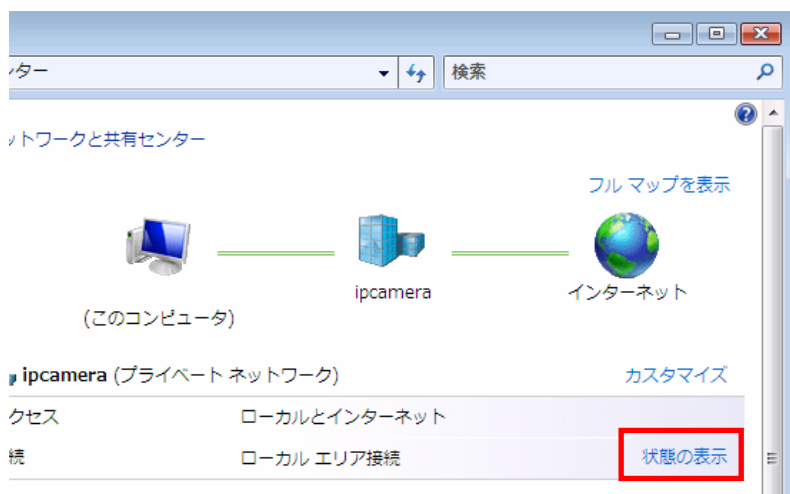 ンター
検索
ットワークと共有センター
フル マップを表示
ipcamera
インターネット
(このコンピュータ)
ipcamera (プライベート ネットワーク)
カスタマイズ
クセス
ローカルとインターネット
続
ローカル エリア接続
状態の表示